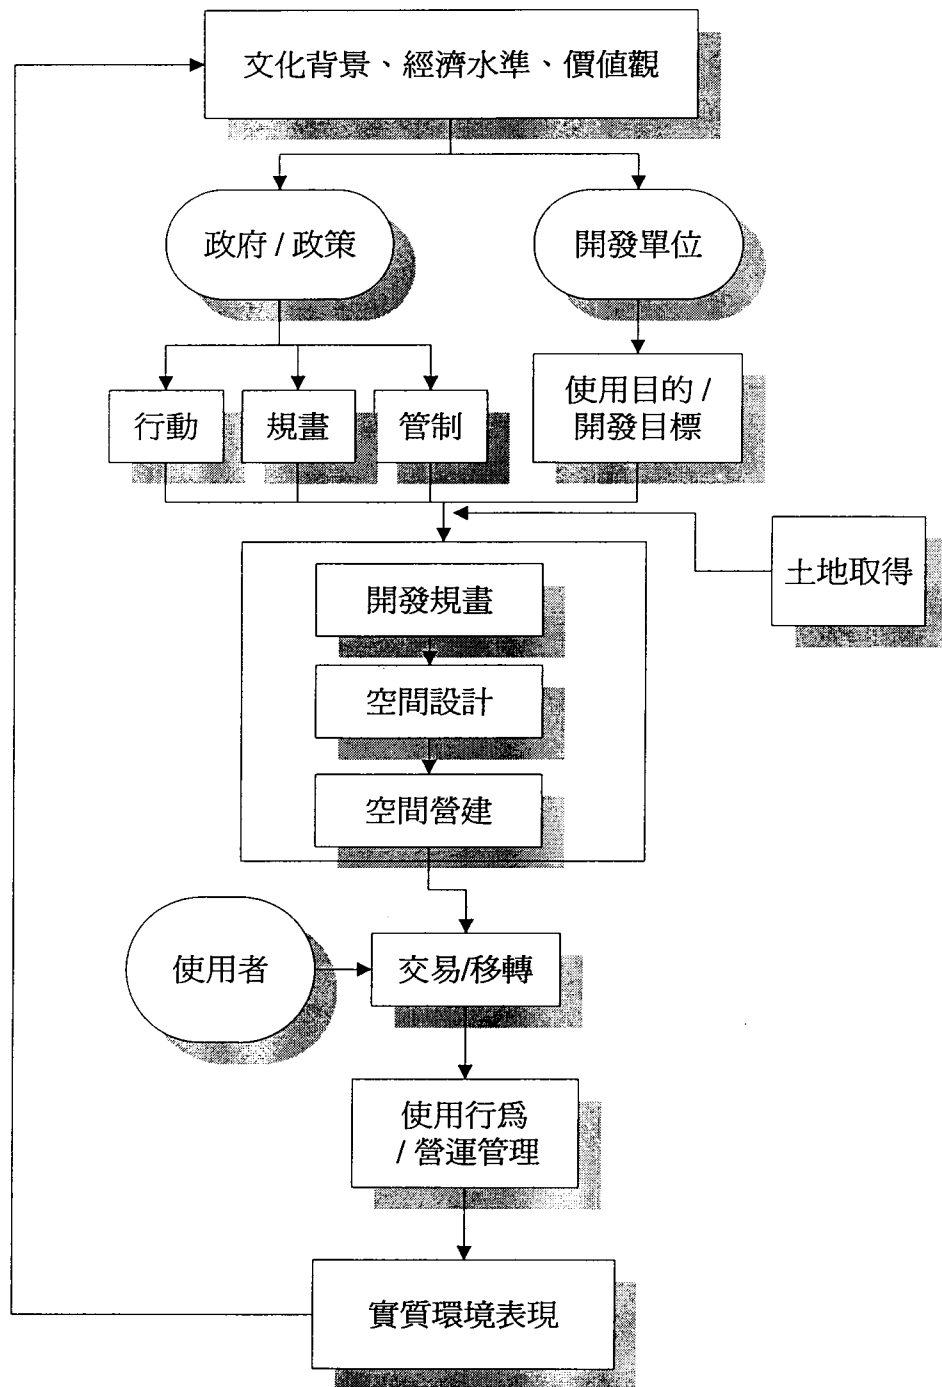 文化背景、經濟水準、價值觀
政府 / 政策
開發單位
行動
規畫
管制
使用目的 /
開發目標
土地取得
開發規畫
空間設計
空間營建
使用者
交易/移轉
使用行為
/ 營運管理
實質環境表現